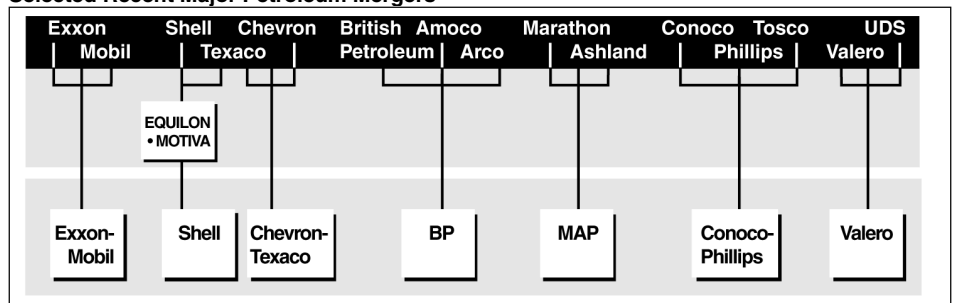 Selected Recent Major Petroleum Mergers
Exxon Shell Chevron British Amoco Marathon Conoco Tosco UDS
Mobil Texaco Petroleum Arco Ashland Phillips Valero
EQUILON
• MOTIVA
Exxon-
Mobil
Shell
Chevron-
Texaco
BP
MAP
Conoco-
Phillips
Valero